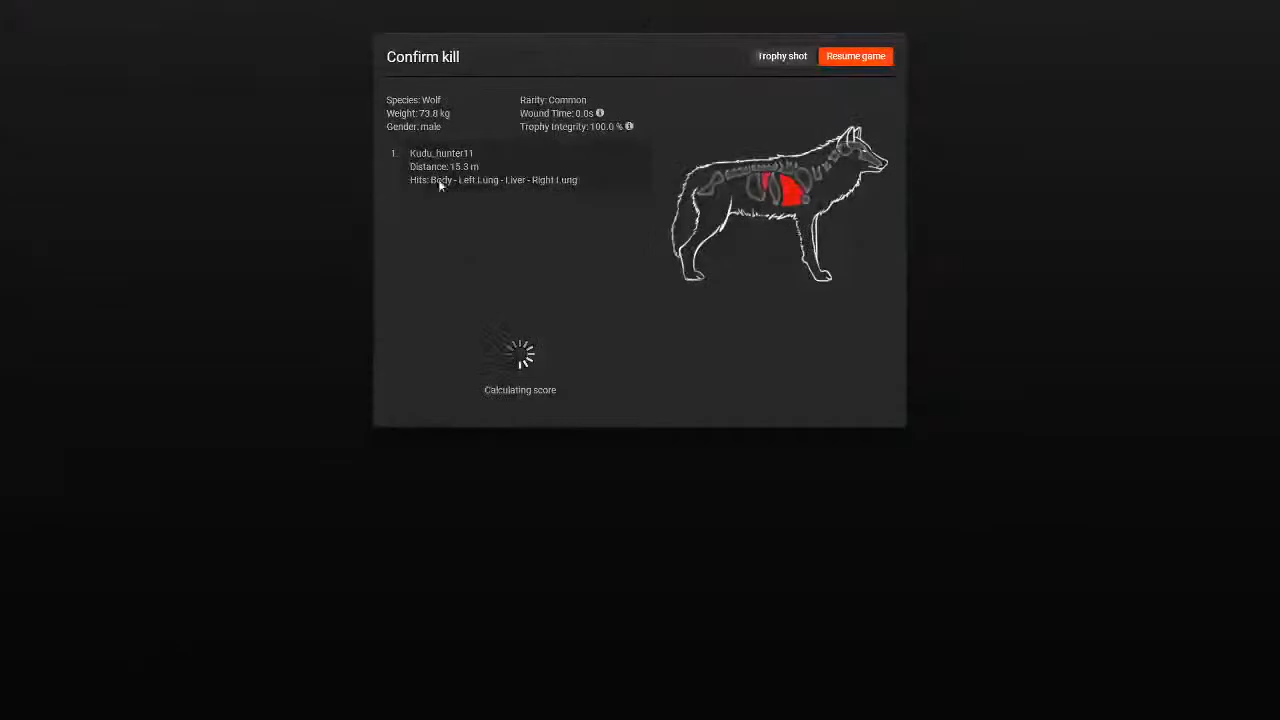 Confirm kill
Trophy shot
Resume game
Species: Wolf
Rarity: Common
Weight: 73.8 kg
Wound Time: 0.0s
Gender: male
Trophy Integrity: 100.0 %
1. Kudu_hunter11
Distance: 15.3 m
Hits: Body - Left Lung - Liver - Right Lung
Calculating score